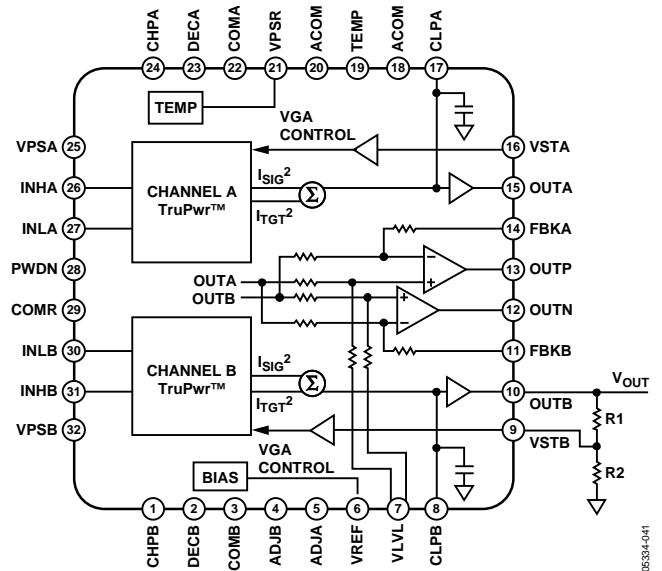 CHPA
DECA
COMA
VPSR
ACOM
TEMP
ACOM
CLPA
24
23
22
21
20
19
18
17
TEMP
VGA
CONTROL
VPSA 25
16 VSTA
INHA 26
CHANNEL A
TruPwr™
ISIG2
Σ
15 OUTA
INLA 27
ITGT2
14 FBKA
PWDN 28
OUTA
−
+
13 OUTP
OUTB
+
−
12 OUTN
COMR 29
INLB 30
11 FBKB
CHANNEL B
TruPwr™
ISIG2
Σ
INHB 31
ITGT2
10 OUTB
VOUT
R1
VPSB 32
9 VSTB
VGA
CONTROL
R2
BIAS
1
2
3
4
5
6
7
8
CHPB
DECB
COMB
ADJB
ADJA
VREF
VLVL
CLPB
05334-041